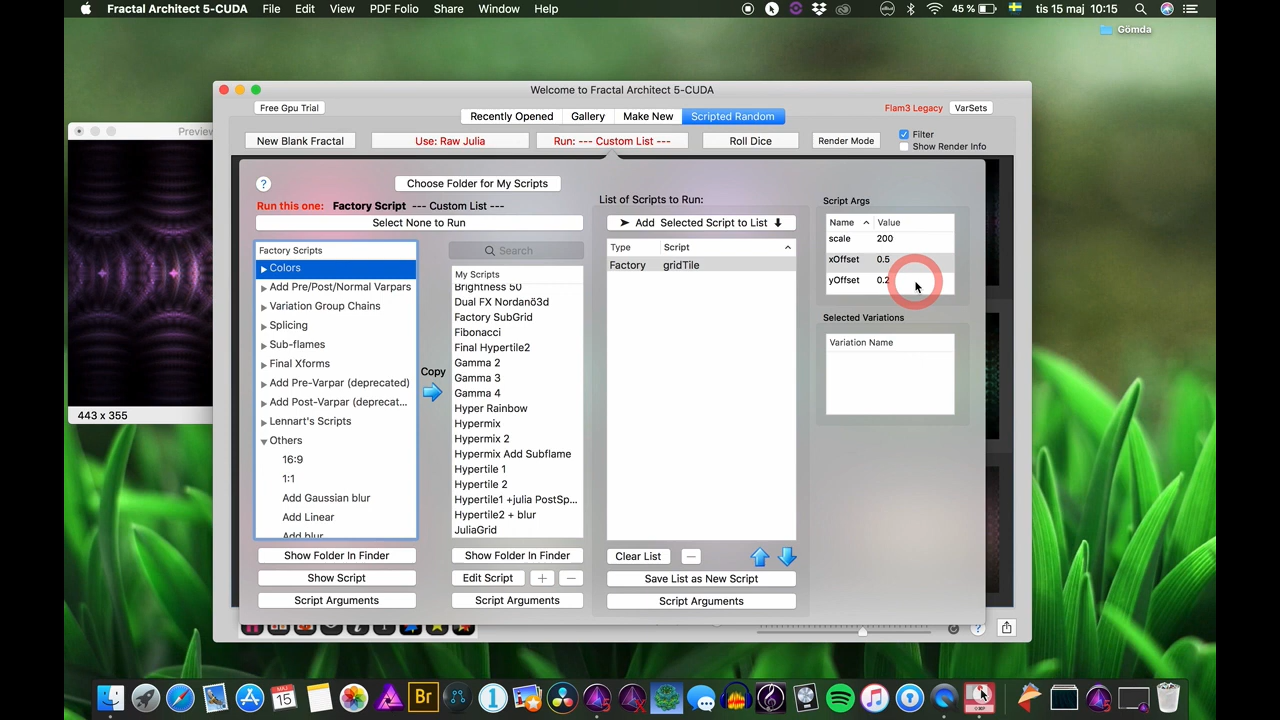 Fractal Architect 5-CUDA File Edit View PDF Folio Share Window Help 45 % tis 15 maj 10:15
Gömda
Welcome to Fractal Architect 5-CUDA
Free Gpu Trial
Recently Opened Gallery Make New Scripted Random
Flam3 Legacy VarSets
New Blank Fractal Use: Raw Julia Run: --- Custom List --- Roll Dice Render Mode
Filter
Show Render Info
Preview
443 x 355
? Choose Folder for My Scripts
Run this one: Factory Script --- Custom List ---
Select None to Run
Factory Scripts
Colors
Add Pre/Post/Normal Varpars
Variation Group Chains
Splicing
Sub-flames
Final Xforms
Add Pre-Varpar (deprecated)
Add Post-Varpar (deprecat...
Lennart's Scripts
Others
16:9
1:1
Add Gaussian blur
Add Linear
Add blur
Show Folder In Finder
Show Script
Script Arguments
Copy
Search
My Scripts
Brightness 50
Dual FX Nordanö3d
Factory SubGrid
Fibonacci
Final Hypertile2
Gamma 2
Gamma 3
Gamma 4
Hyper Rainbow
Hypermix
Hypermix 2
Hypermix Add Subflame
Hypertile 1
Hypertile 2
Hypertile1 +julia PostSp...
Hypertile2 + blur
JuliaGrid
Show Folder In Finder
Edit Script + −
Script Arguments
List of Scripts to Run:
Add Selected Script to List
Type Script
Factory gridTile
Clear List −
Save List as New Script
Script Arguments
Script Args
Name Value
scale 200
xOffset 0.5
yOffset 0.2
Selected Variations
Variation Name
?
MAJ
15
Br
1